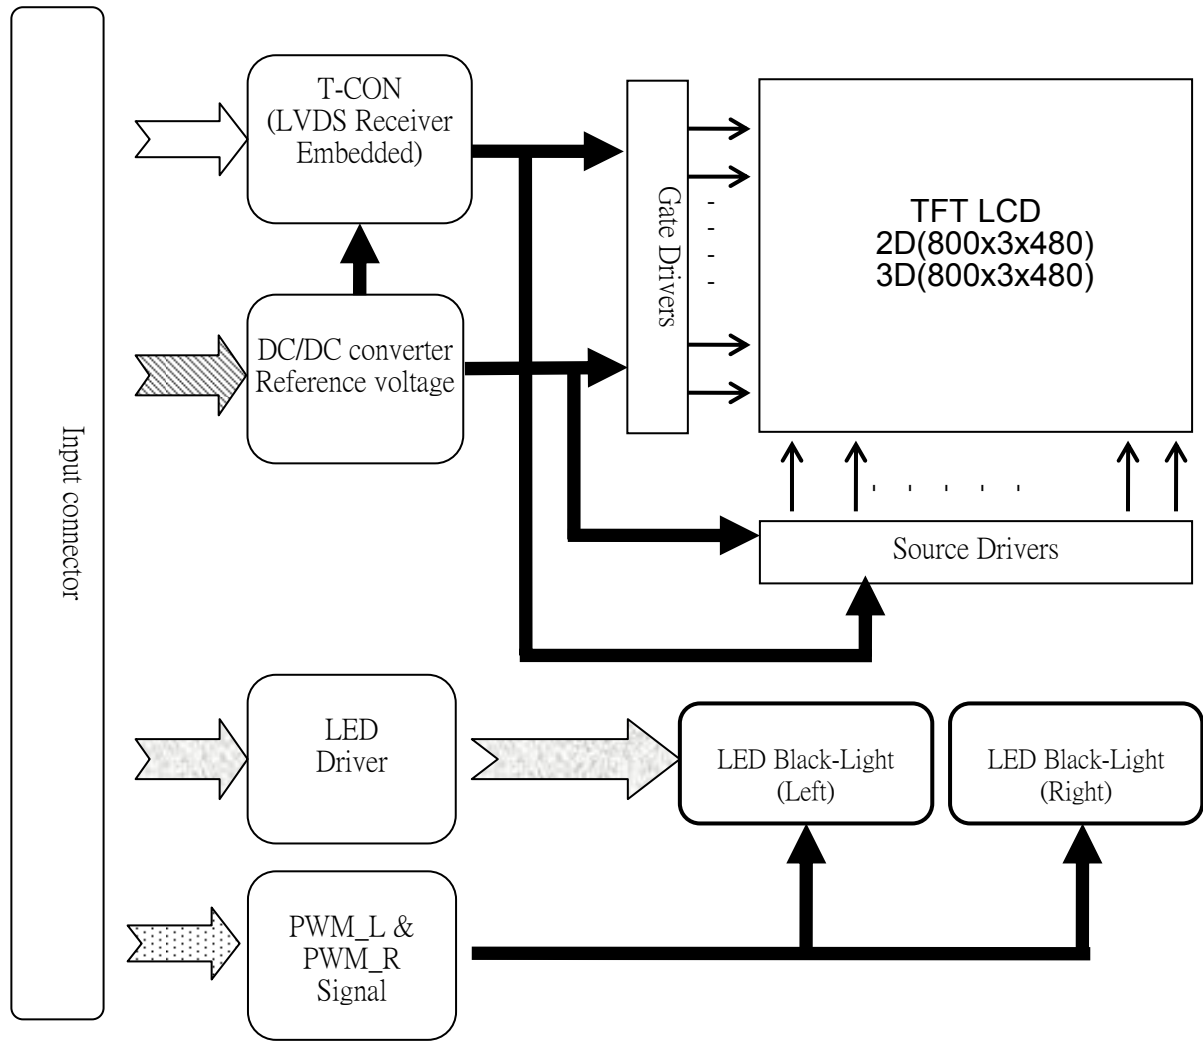 Input connector
T-CON
(LVDS Receiver
Embedded)
DC/DC converter
Reference voltage
Gate Drivers
TFT LCD
2D(800x3x480)
3D(800x3x480)
Source Drivers
LED
Driver
LED Black-Light
(Left)
LED Black-Light
(Right)
PWM_L &
PWM_R
Signal